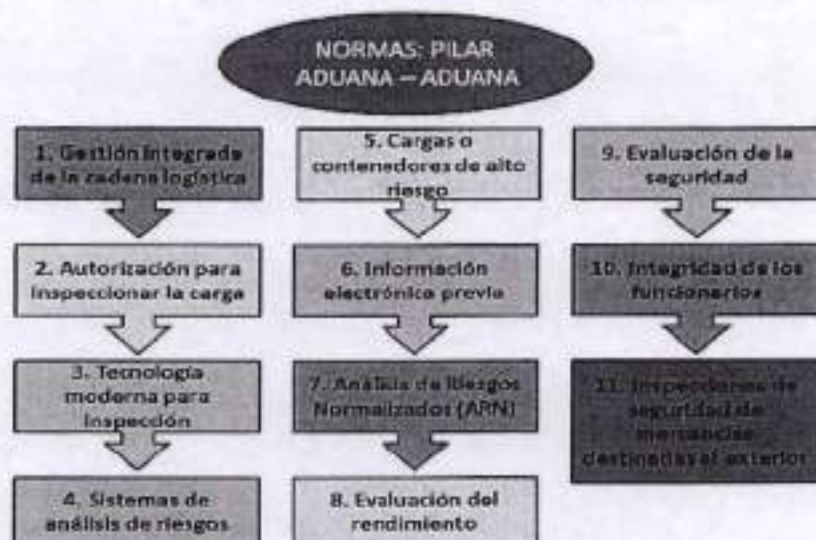 NORMAS: PILAR
ADUANA – ADUANA
1. Gestión Integrada
de la cadena logística
2. Autorización para
Inspeccionar la carga
3. Tecnología
moderna para
Inspección
4. Sistemas de
análisis de riesgos
5. Cargas o
contenedores de alto
riesgo
6. Información
electrónica previa
7. Análisis de Riesgos
Normalizados (ARN)
8. Evaluación del
rendimiento
9. Evaluación de la
seguridad
10. Integridad de los
funcionarios
11. Inspecciones de
seguridad de
mercancías
destinadas al exterior